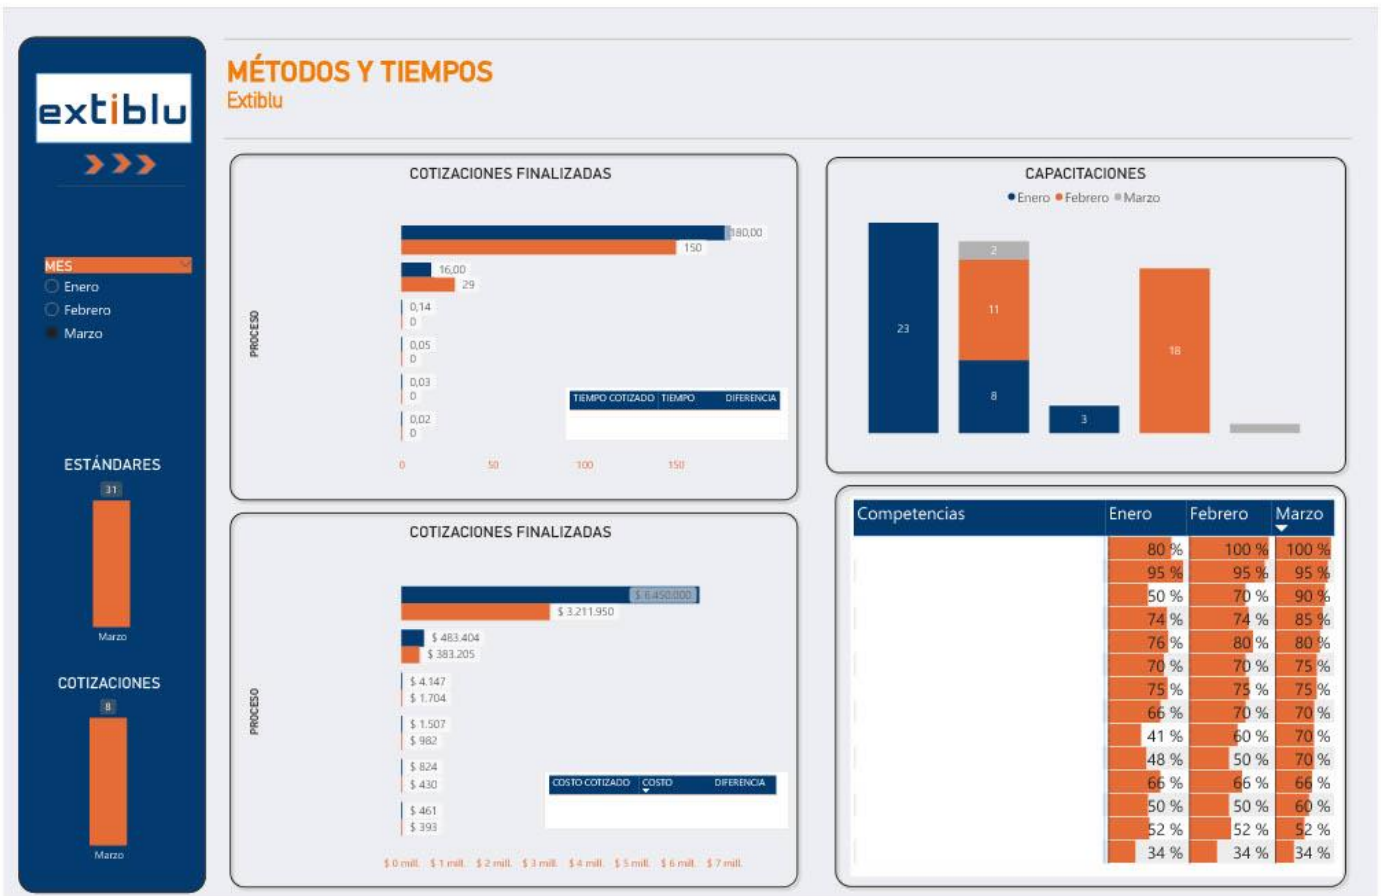 extiblu
MÉTODOS Y TIEMPOS
Extiblu
MES
Enero
Febrero
Marzo
ESTÁNDARES
31
Marzo
COTIZACIONES
8
Marzo
COTIZACIONES FINALIZADAS
PROCESO
180,00
150
16,00
29
0,14
0
0,05
0
0,03
0
0,02
0
TIEMPO COTIZADO TIEMPO DIFERENCIA
0 50 100 150
COTIZACIONES FINALIZADAS
PROCESO
$ 6.450.000
$ 3.211.950
$ 483.404
$ 383.205
$ 4.147
$ 1.704
$ 1.507
$ 982
$ 824
$ 430
$ 461
$ 393
COSTO COTIZADO COSTO DIFERENCIA
$ 0 mill. $ 1 mill. $ 2 mill. $ 3 mill. $ 4 mill. $ 5 mill. $ 6 mill. $ 7 mill.
CAPACITACIONES
Enero Febrero Marzo
23
2
11
8
3
18
Competencias Enero Febrero Marzo
80 % 100 % 100 %
95 % 95 % 95 %
50 % 70 % 90 %
74 % 74 % 85 %
76 % 80 % 80 %
70 % 70 % 75 %
75 % 75 % 75 %
66 % 70 % 70 %
41 % 60 % 70 %
48 % 50 % 70 %
66 % 66 % 66 %
50 % 50 % 60 %
52 % 52 % 52 %
34 % 34 % 34 %